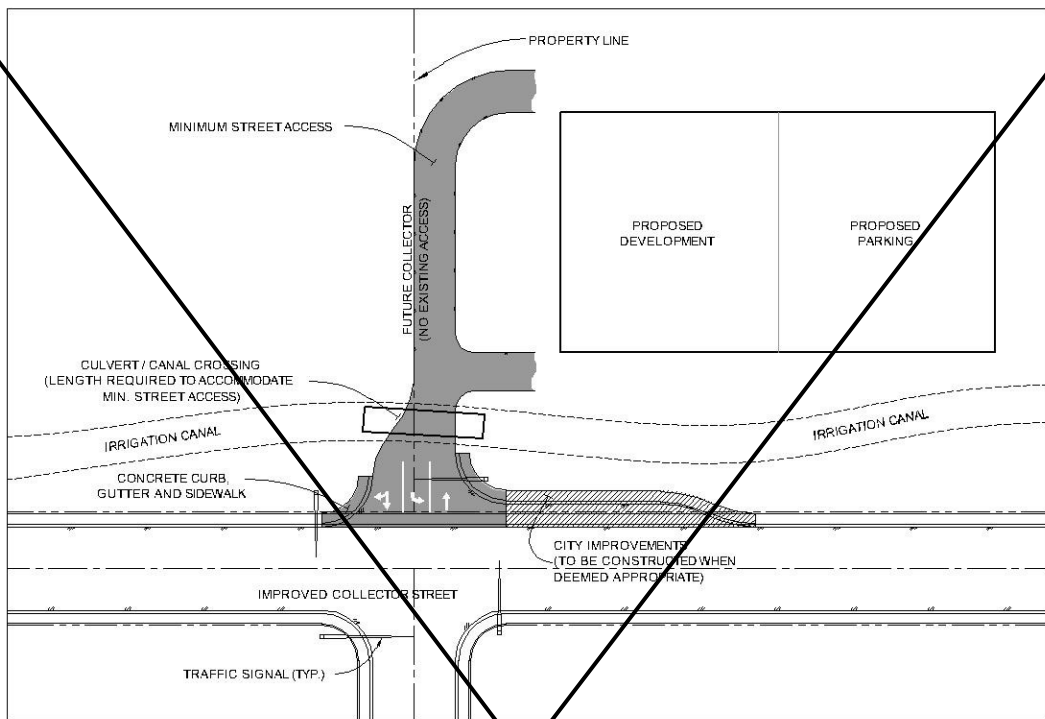 PROPERTY LINE
MINIMUM STREET ACCESS
PROPOSED
DEVELOPMENT
PROPOSED
PARKING
FUTURE COLLECTOR
(NO EXISTING ACCESS)
CULVERT / CANAL CROSSING
(LENGTH REQUIRED TO ACCOMMODATE
MIN. STREET ACCESS)
IRRIGATION CANAL
IRRIGATION CANAL
CONCRETE CURB,
GUTTER AND SIDEWALK
CITY IMPROVEMENTS
(TO BE CONSTRUCTED WHEN
DEEMED APPROPRIATE)
IMPROVED COLLECTOR STREET
TRAFFIC SIGNAL (TYP.)